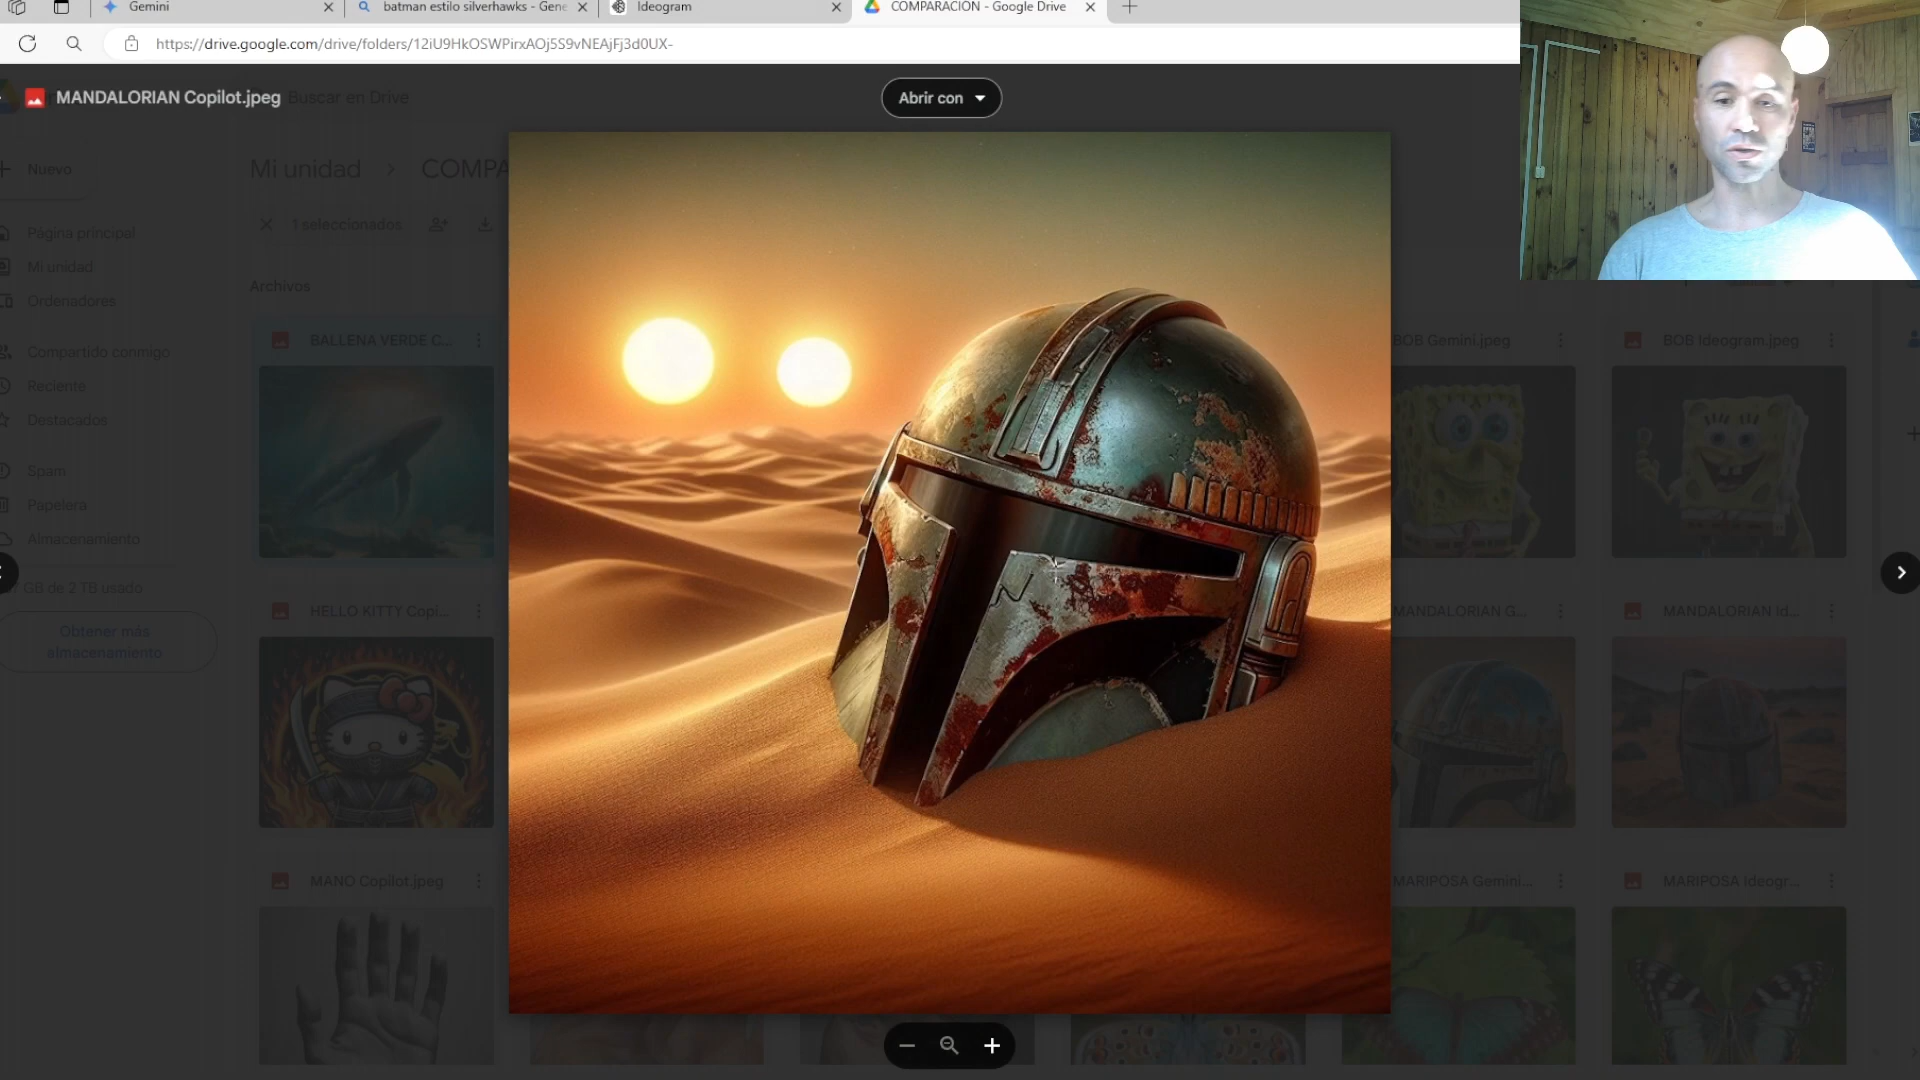 Gemini
batman estilo silverhawks - Gene
Ideogram
COMPARACIÓN - Google Drive
https://drive.google.com/drive/folders/12iU9HkOSWPirxAOj5S9vNEAjFj3d0UX-
MANDALORIAN Copilot.jpeg
Buscar en Drive
Abrir con
Nuevo
Mi unidad > COMPA
1 seleccionados
Página principal
Mi unidad
Ordenadores
Compartido conmigo
Reciente
Destacados
Spam
Papelera
Almacenamiento
GB de 2 TB usado
Obtener más
almacenamiento
Archivos
BALLENA VERDE C...
BOB Gemini.jpeg
BOB Ideogram.jpeg
HELLO KITTY Copi...
MANDALORIAN G...
MANDALORIAN Id...
MANO Copilot.jpeg
MARIPOSA Gemini...
MARIPOSA Ideogr...